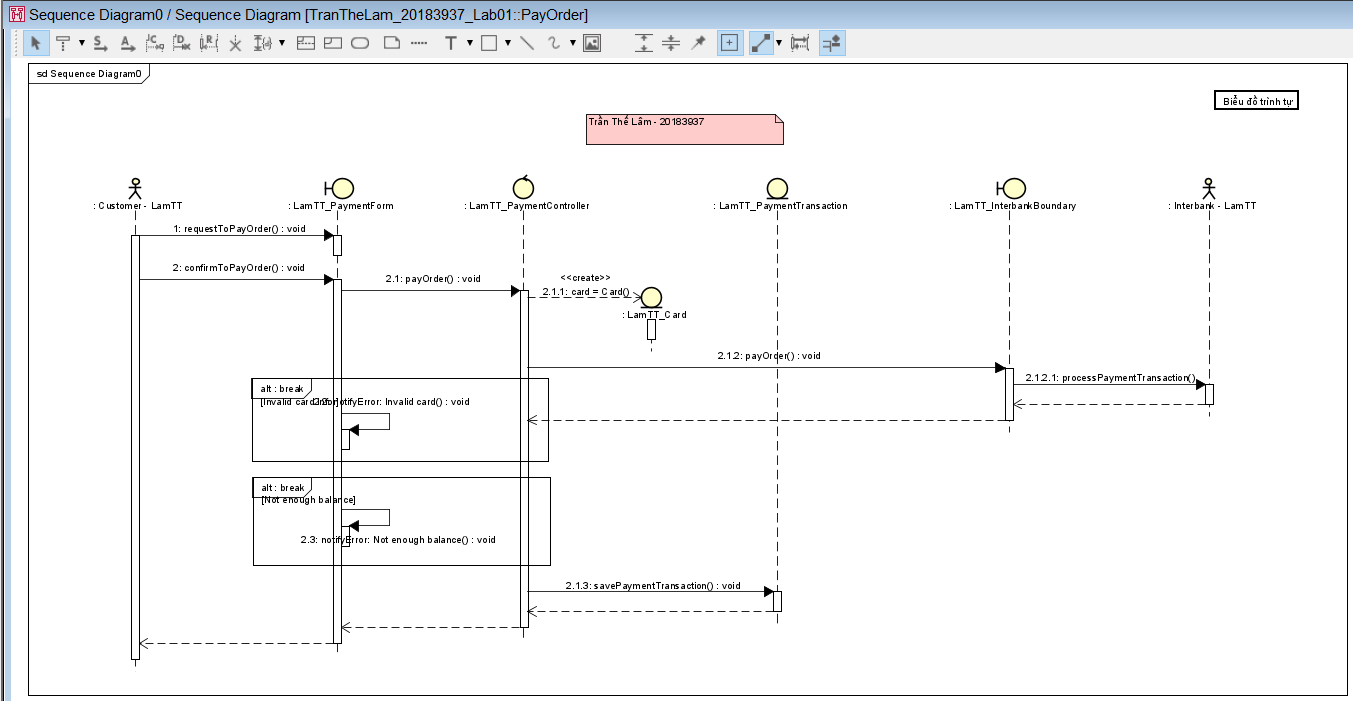 Sequence Diagram0 / Sequence Diagram [TranTheLam_20183937_Lab01::PayOrder]
sd Sequence Diagram0
Biểu đồ trình tự
Trần Thế Lâm - 20183937
: Customer - LamTT
: LamTT_PaymentForm
: LamTT_PaymentController
: LamTT_PaymentTransaction
: LamTT_InterbankBoundary
: Interbank - LamTT
1: requestToPayOrder() : void
2: confirmToPayOrder() : void
2.1: payOrder() : void
<<create>>
2.1.1: card = Card()
: LamTT_Card
2.1.2: payOrder() : void
2.1.2.1: processPaymentTransaction()
alt : break
[Invalid card
notifyError: Invalid card() : void
alt : break
[Not enough balance]
2.3: notifyError: Not enough balance() : void
2.1.3: savePaymentTransaction() : void